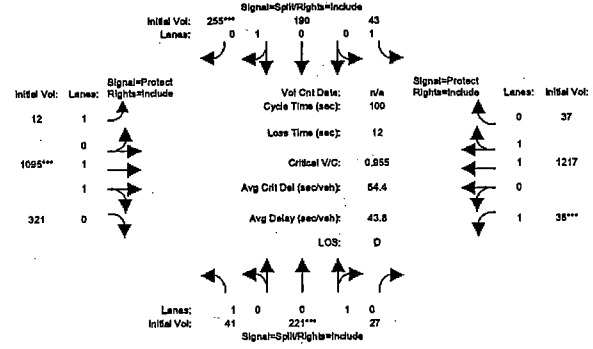 Signal=Split/Rights=Include
Initial Vol: 255*** 190 43
Lanes: 0 1 0 0 1
Signal=Protect
Initial Vol: Lanes: Rights=Include
Vol Cnt Date: n/a
Signal=Protect
Rights=Include Lanes: Initial Vol:
Cycle Time (sec): 100
12 1
0 37
Loss Time (sec): 12
0
1
1095*** 1
Critical V/C: 0.955
1 1217
1
Avg Crit Del (sec/veh): 54.4
0
321 0
Avg Delay (sec/veh): 43.8
1 35***
LOS: D
Lanes: 1 0 0 1 0
Initial Vol: 41 221*** 27
Signal=Split/Rights=Include